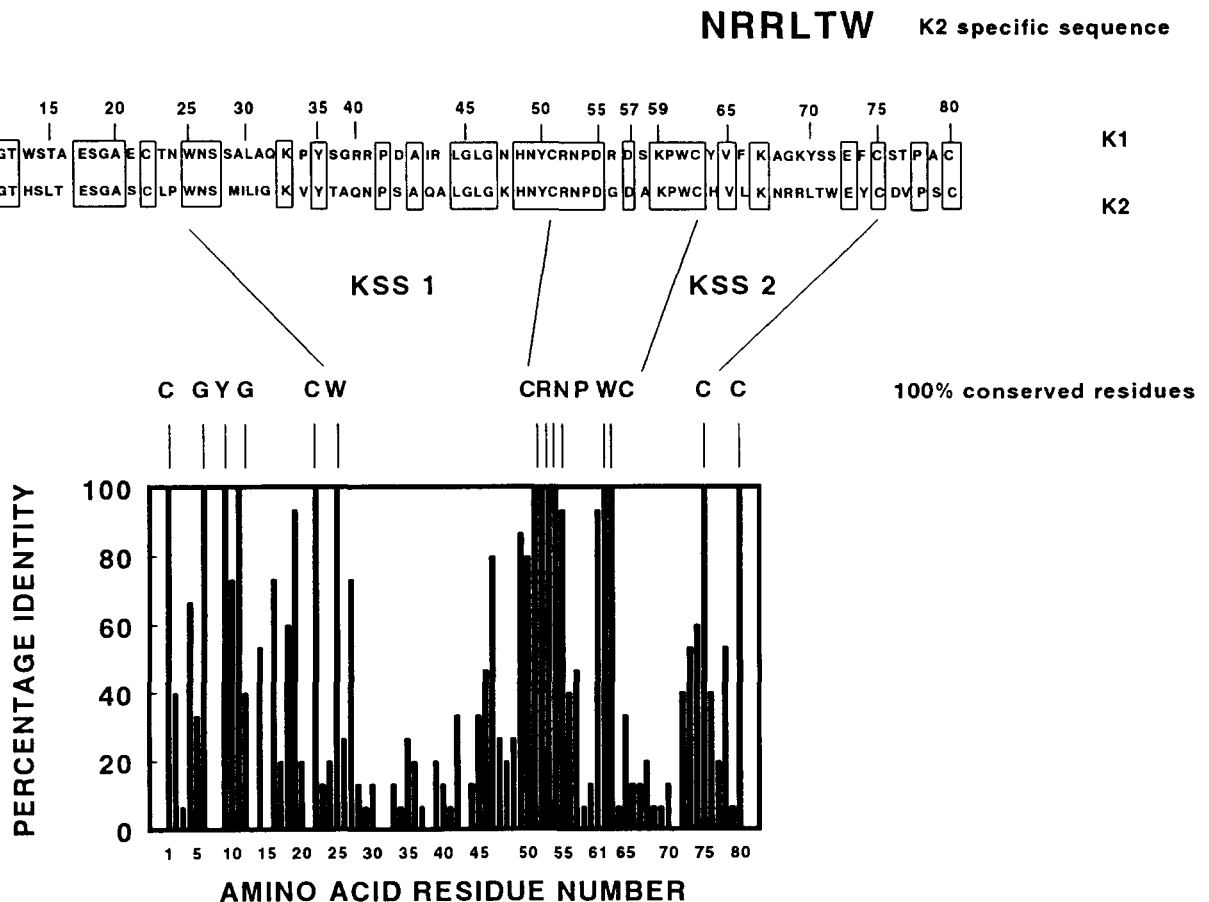 NRRLTW K2 specific sequence
15 20 25 30 35 40 45 50 55 57 59 65 70 75 80
GT WSTA ESGA E C TN WNS SALAQ K P Y SGRR P D A IR LGLG N HNYCRNPD R D S KPWC Y V F K AGKYSS E F C ST P A C K1
GT HSLT ESGA S C LP WNS MILIG K V Y TAQN P S A QA LGLG K HNYCRNPD G D A KPWC H V L K NRRLTW E Y C DV P S C K2
KSS 1 KSS 2
C G Y G C W C R N P W C C C 100% conserved residues
PERCENTAGE IDENTITY
100
80
60
40
20
0
1 5 10 15 20 25 30 35 45 50 55 61 65 70 75 80
AMINO ACID RESIDUE NUMBER